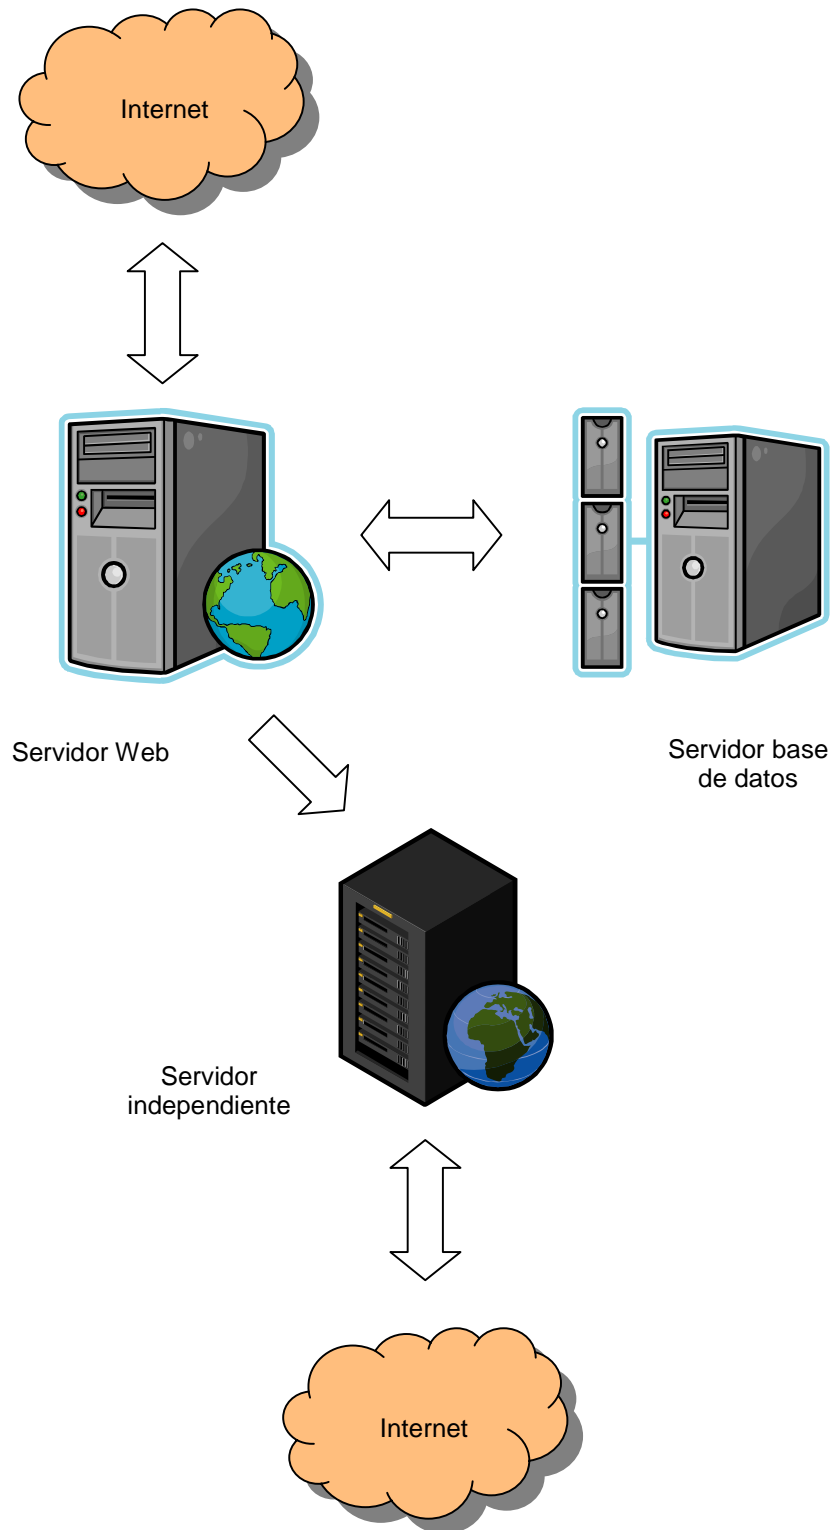 Internet
Servidor Web
Servidor base
de datos
Servidor
independiente
Internet